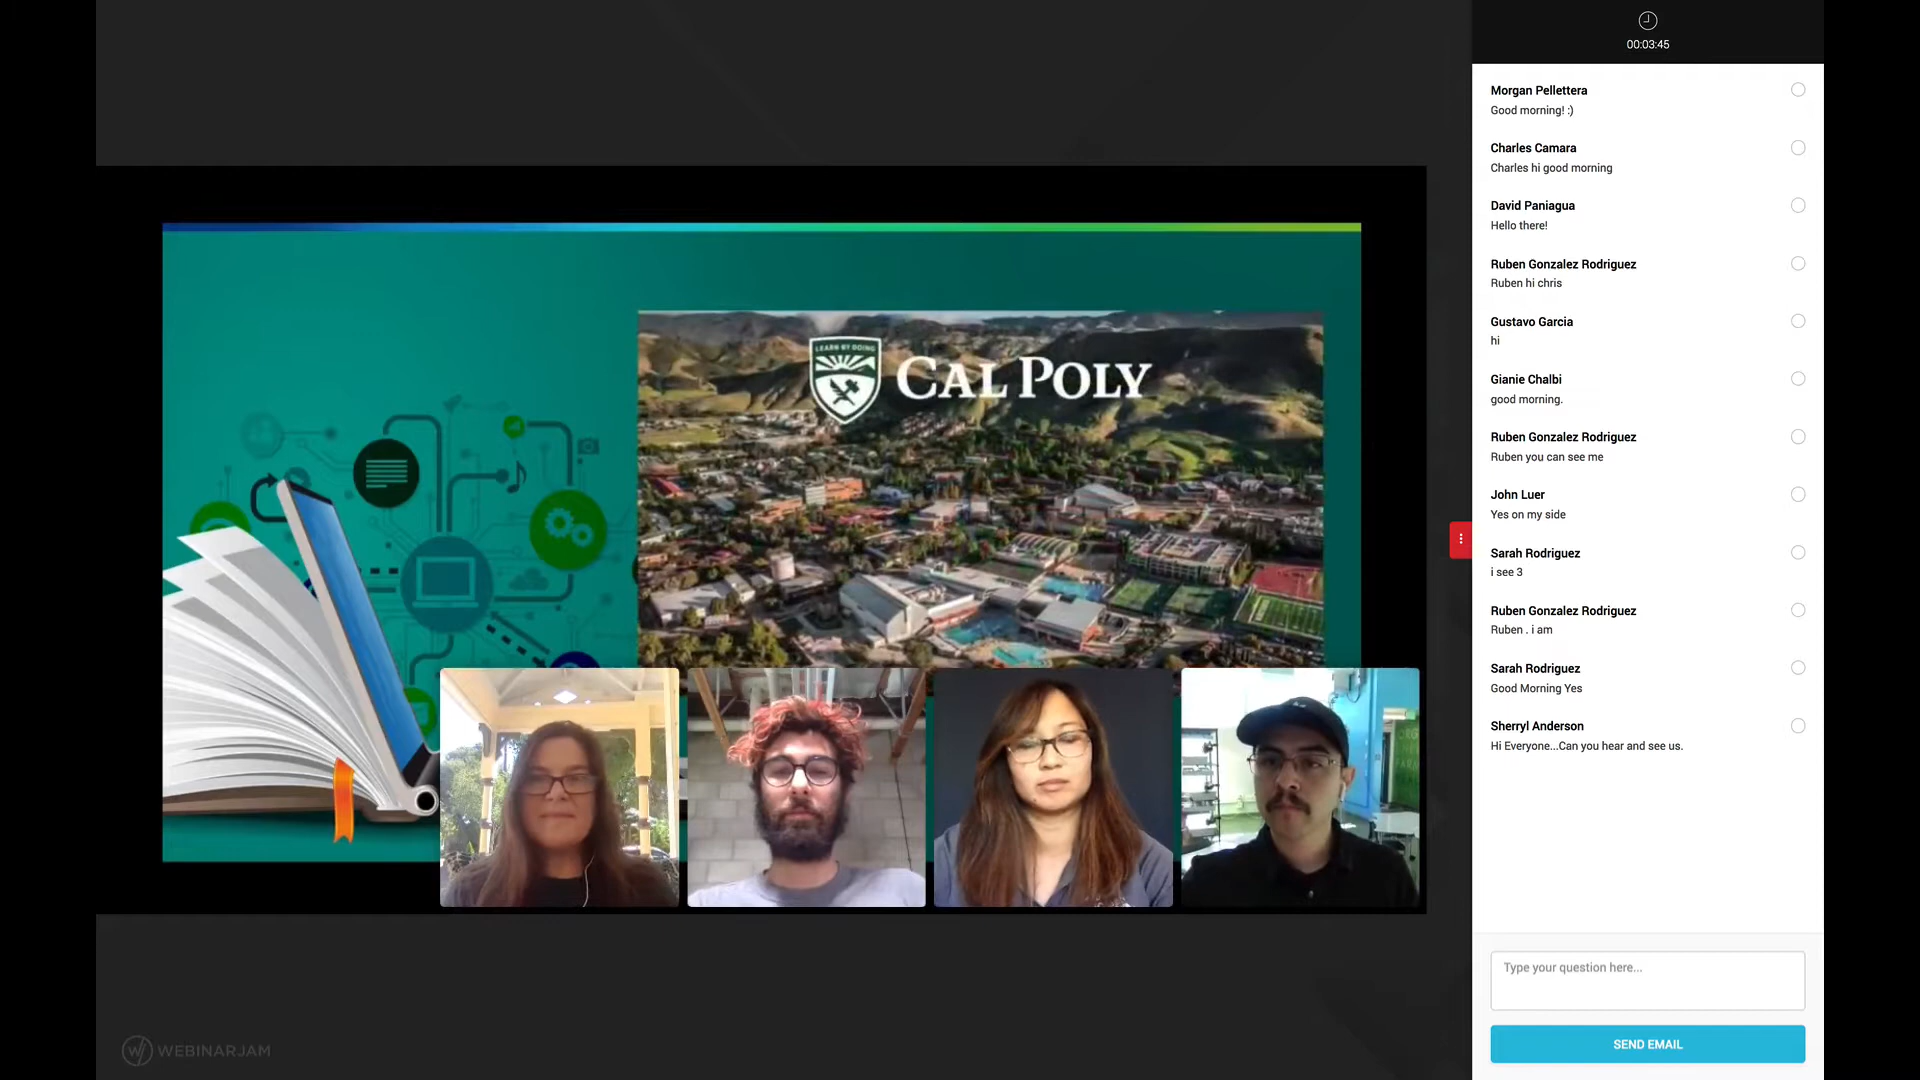 00:03:45
LEARN BY DOING
CAL POLY
Morgan Pellettera
Good morning! :)
Charles Camara
Charles hi good morning
David Paniagua
Hello there!
Ruben Gonzalez Rodriguez
Ruben hi chris
Gustavo Garcia
hi
Gianie Chalbi
good morning.
Ruben Gonzalez Rodriguez
Ruben you can see me
John Luer
Yes on my side
Sarah Rodriguez
i see 3
Ruben Gonzalez Rodriguez
Ruben . i am
Sarah Rodriguez
Good Morning Yes
Sherryl Anderson
Hi Everyone...Can you hear and see us.
Type your question here...
SEND EMAIL
WEBINARJAM